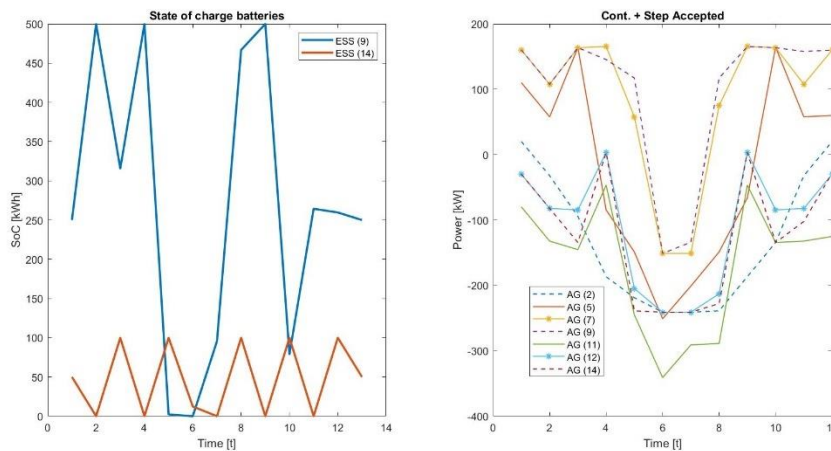 State of charge batteries
500
450
400
350
300
250
200
150
100
50
0
SoC [kWh]
0 2 4 6 8 10 12 14
Time [t]
ESS (9)
ESS (14)
Cont. + Step Accepted
200
100
0
-100
-200
-300
-400
Power [kW]
0 2 4 6 8 10
Time [t]
AG (2)
AG (5)
AG (7)
AG (9)
AG (11)
AG (12)
AG (14)